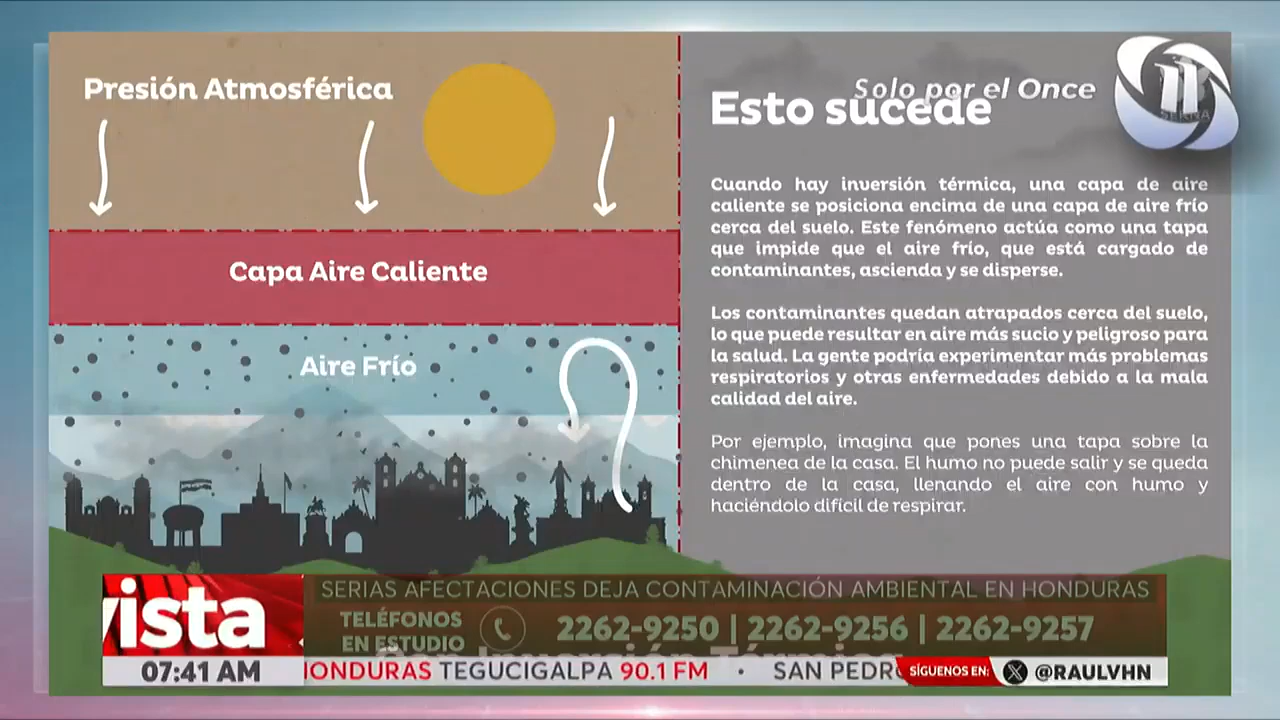 Presión Atmosférica
Capa Aire Caliente
Aire Frío
Solo por el Once
11
Esto sucede
Cuando hay inversión térmica, una capa de aire
caliente se posiciona encima de una capa de aire frío
cerca del suelo. Este fenómeno actúa como una tapa
que impide que el aire frío, que está cargado de
contaminantes, ascienda y se disperse.
Los contaminantes quedan atrapados cerca del suelo,
lo que puede resultar en aire más sucio y peligroso para
la salud. La gente podría experimentar más problemas
respiratorios y otras enfermedades debido a la mala
calidad del aire.
Por ejemplo, imagina que pones una tapa sobre la
chimenea de la casa. El humo no puede salir y se queda
dentro de la casa, llenando el aire con humo y
haciéndolo difícil de respirar.
vista
SERIAS AFECTACIONES DEJA CONTAMINACIÓN AMBIENTAL EN HONDURAS
TELÉFONOS
EN ESTUDIO
2262-9250 | 2262-9256 | 2262-9257
Con Inversión Térmica
07:41 AM
HONDURAS TEGUCIGALPA 90.1 FM • SAN PEDR
SÍGUENOS EN:
@RAULVHN